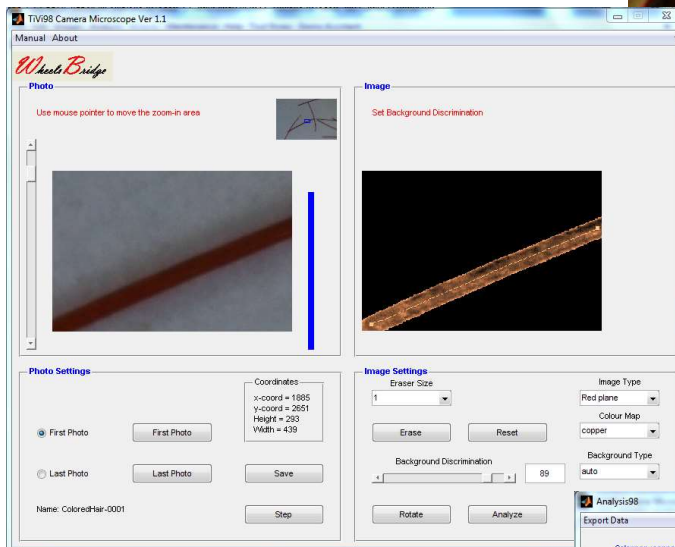 TiVi98 Camera Microscope Ver 1.1
Manual About
WheelsBridge
Photo
Use mouse pointer to move the zoom-in area
Image
Set Background Discrimination
Photo Settings
Coordinates
x-coord = 1885
y-coord = 2651
Height = 293
Width = 439
First Photo
First Photo
Last Photo
Last Photo
Save
Name: ColoredHair-0001
Step
Image Settings
Eraser Size
1
Image Type
Red plane
Colour Map
copper
Erase
Reset
Background Discrimination
89
Background Type
auto
Rotate
Analyze
Analysis98
Export Data